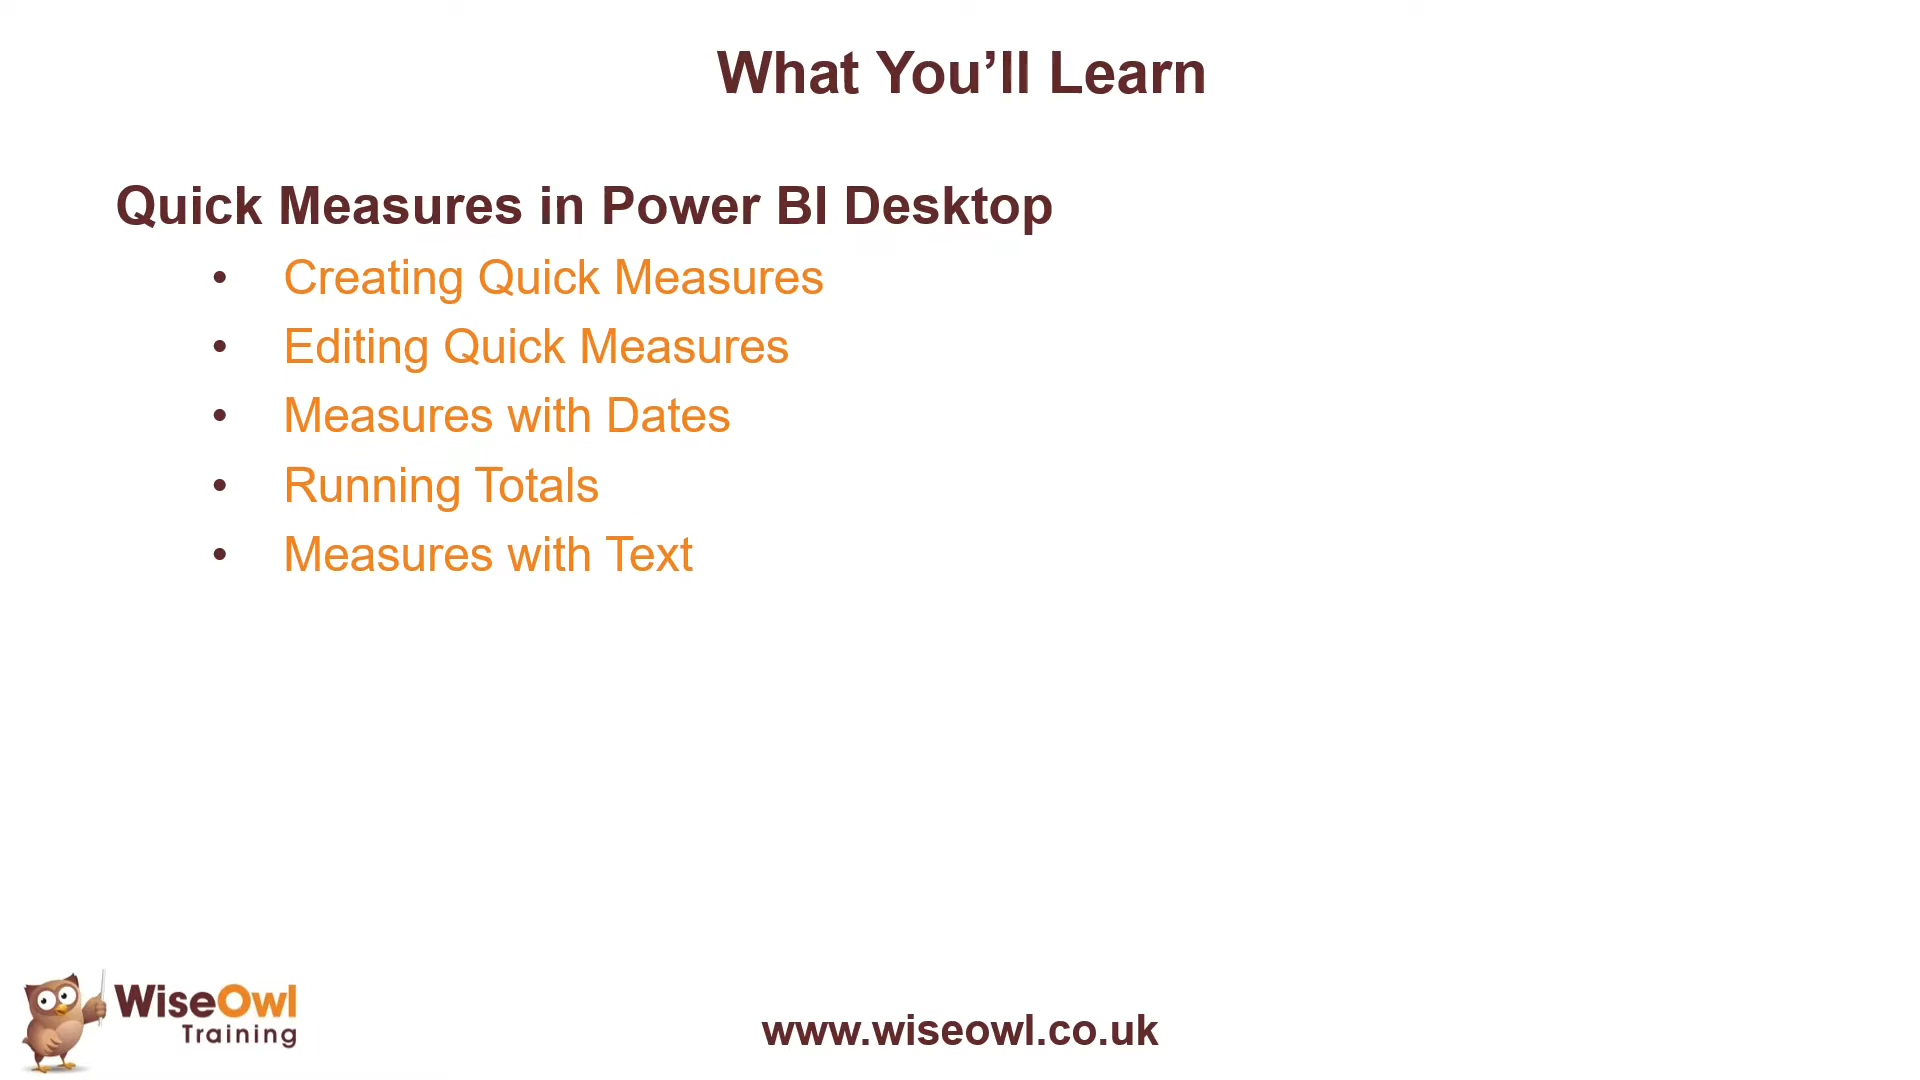 What You’ll Learn
Quick Measures in Power BI Desktop
• Creating Quick Measures
• Editing Quick Measures
• Measures with Dates
• Running Totals
• Measures with Text
WiseOwl
Training
www.wiseowl.co.uk